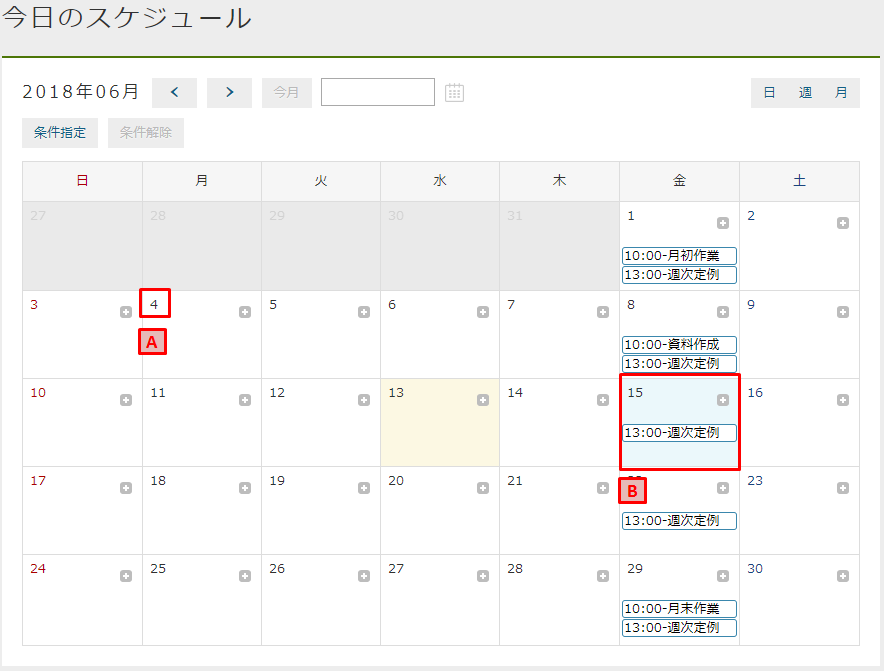 今日のスケジュール
2018年06月 < > 今月 日 週 月
条件指定 条件解除
日 月 火 水 木 金 土
27 28 29 30 31 1 2
10:00-月初作業
13:00-週次定例
3 4 5 6 7 8 9
A
10:00-資料作成
13:00-週次定例
10 11 12 13 14 15 16
13:00-週次定例
17 18 19 20 21 23
B
13:00-週次定例
24 25 26 27 28 29 30
10:00-月末作業
13:00-週次定例